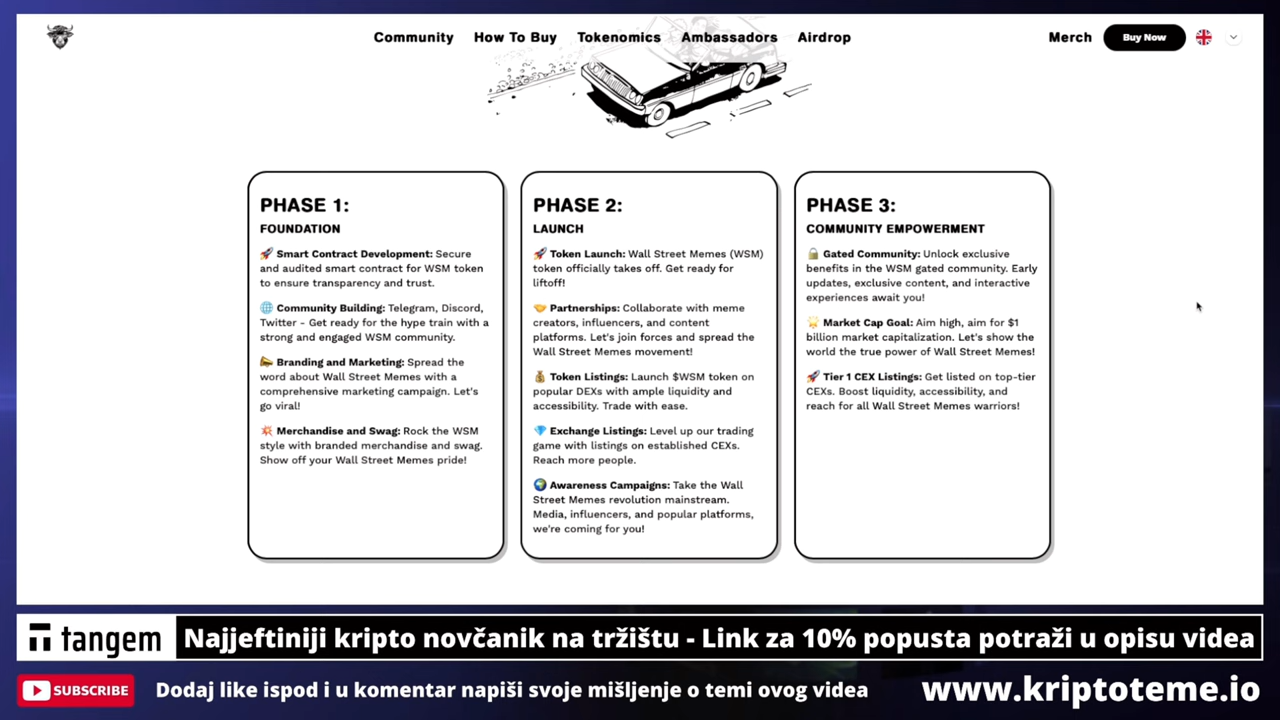 Community How To Buy Tokenomics Ambassadors Airdrop Merch Buy Now
PHASE 1:
FOUNDATION
🚀 Smart Contract Development: Secure
and audited smart contract for WSM token
to ensure transparency and trust.
🌐 Community Building: Telegram, Discord,
Twitter - Get ready for the hype train with a
strong and engaged WSM community.
📣 Branding and Marketing: Spread the
word about Wall Street Memes with a
comprehensive marketing campaign. Let's
go viral!
💥 Merchandise and Swag: Rock the WSM
style with branded merchandise and swag.
Show off your Wall Street Memes pride!
PHASE 2:
LAUNCH
🚀 Token Launch: Wall Street Memes (WSM)
token officially takes off. Get ready for
liftoff!
🤝 Partnerships: Collaborate with meme
creators, influencers, and content
platforms. Let's join forces and spread the
Wall Street Memes movement!
💰 Token Listings: Launch $WSM token on
popular DEXs with ample liquidity and
accessibility. Trade with ease.
💎 Exchange Listings: Level up our trading
game with listings on established CEXs.
Reach more people.
🌍 Awareness Campaigns: Take the Wall
Street Memes revolution mainstream.
Media, influencers, and popular platforms,
we're coming for you!
PHASE 3:
COMMUNITY EMPOWERMENT
🔒 Gated Community: Unlock exclusive
benefits in the WSM gated community. Early
updates, exclusive content, and interactive
experiences await you!
🌟 Market Cap Goal: Aim high, aim for $1
billion market capitalization. Let's show the
world the true power of Wall Street Memes!
🚀 Tier 1 CEX Listings: Get listed on top-tier
CEXs. Boost liquidity, accessibility, and
reach for all Wall Street Memes warriors!
tangem Najjeftiniji kripto novčanik na tržištu - Link za 10% popusta potraži u opisu videa
SUBSCRIBE Dodaj like ispod i u komentar napiši svoje mišljenje o temi ovog videa www.kriptoteme.io